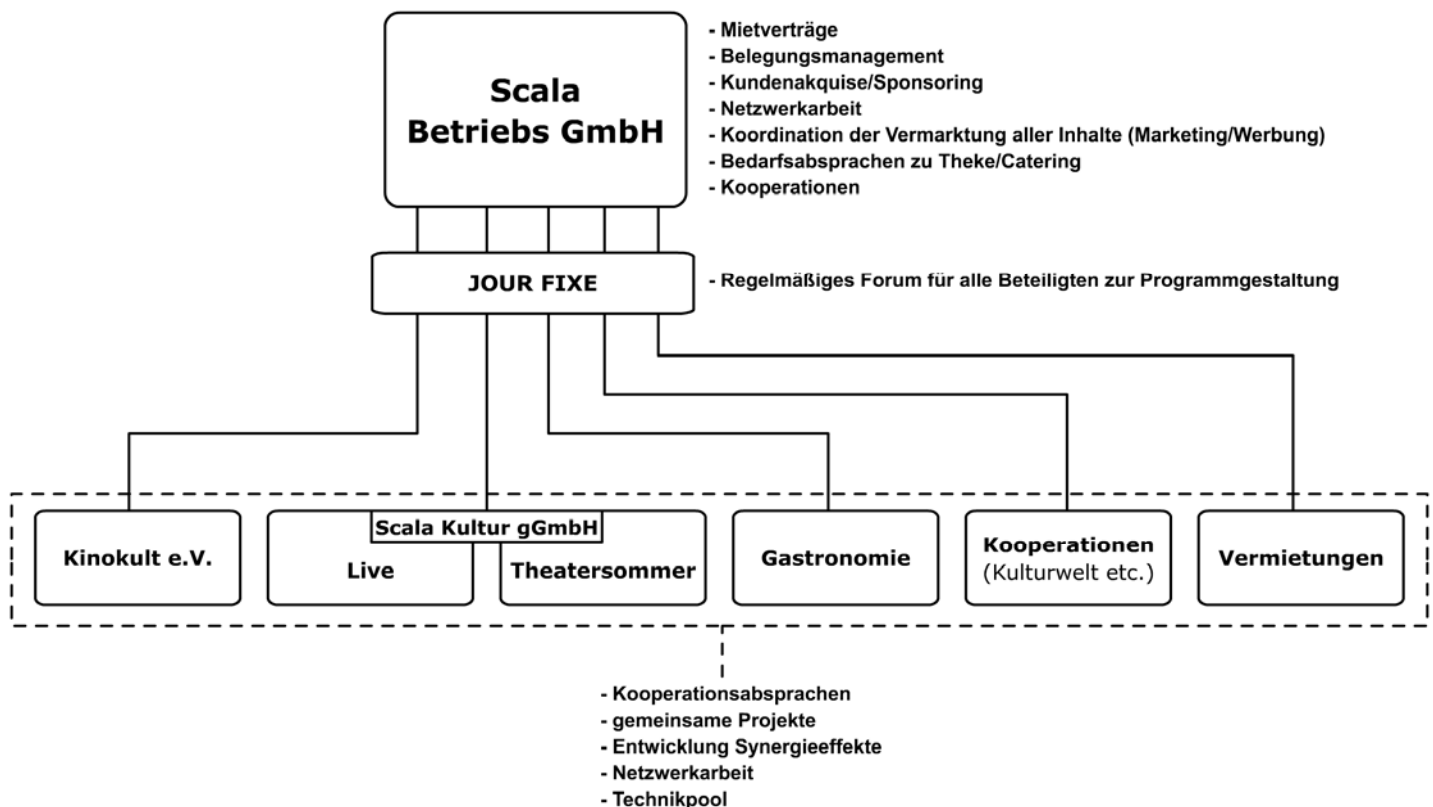 Scala
Betriebs GmbH
- Mietverträge
- Belegungsmanagement
- Kundenakquise/Sponsoring
- Netzwerkarbeit
- Koordination der Vermarktung aller Inhalte (Marketing/Werbung)
- Bedarfsabsprachen zu Theke/Catering
- Kooperationen
JOUR FIXE
- Regelmäßiges Forum für alle Beteiligten zur Programmgestaltung
Kinokult e.V.
Scala Kultur gGmbH
Live
Theatersommer
Gastronomie
Kooperationen
(Kulturwelt etc.)
Vermietungen
- Kooperationsabsprachen
- gemeinsame Projekte
- Entwicklung Synergieeffekte
- Netzwerkarbeit
- Technikpool